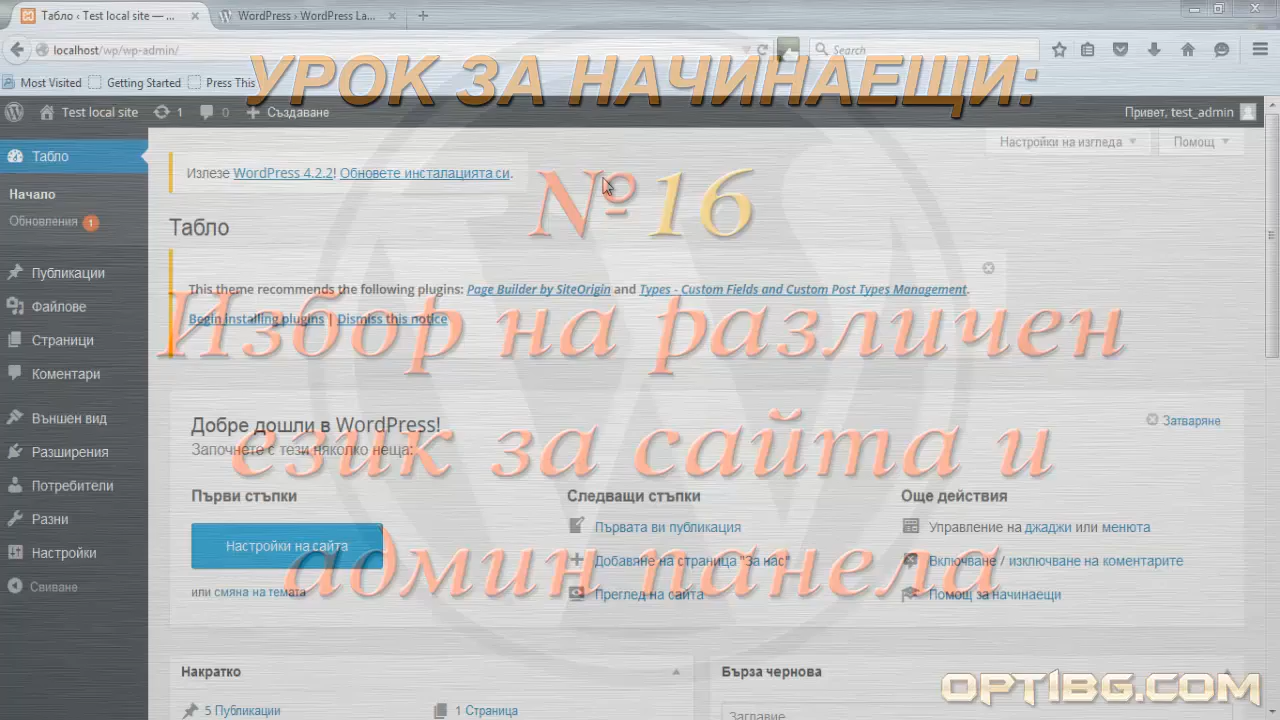 Табло ‹ Test local site — ...
WordPress › WordPress La...
localhost/wp/wp-admin/
Search
Most Visited
Getting Started
Press This
УРОК ЗА НАЧИНАЕЩИ:
Test local site
1
0
Създаване
Привет, test_admin
Табло
Начало
Обновления 1
Публикации
Файлове
Страници
Коментари
Външен вид
Разширения
Потребители
Разни
Настройки
Свиване
Настройки на изгледа
Помощ
Излезе WordPress 4.2.2! Обновете инсталацията си.
№16
Табло
This theme recommends the following plugins: Page Builder by SiteOrigin and Types - Custom Fields and Custom Post Types Management.
Begin installing plugins | Dismiss this notice
Избор на различен
език за сайта и
админ панела
Добре дошли в WordPress!
Затваряне
Започнете с тези няколко неща:
Първи стъпки
Настройки на сайта
или смяна на темата
Следващи стъпки
Първата ви публикация
Добавяне на страница "За нас"
Преглед на сайта
Още действия
Управление на джаджи или менюта
Включване / изключване на коментарите
Помощ за начинаещи
Накратко
5 Публикации
1 Страница
Бърза чернова
Заглавие
OPTIBG.COM